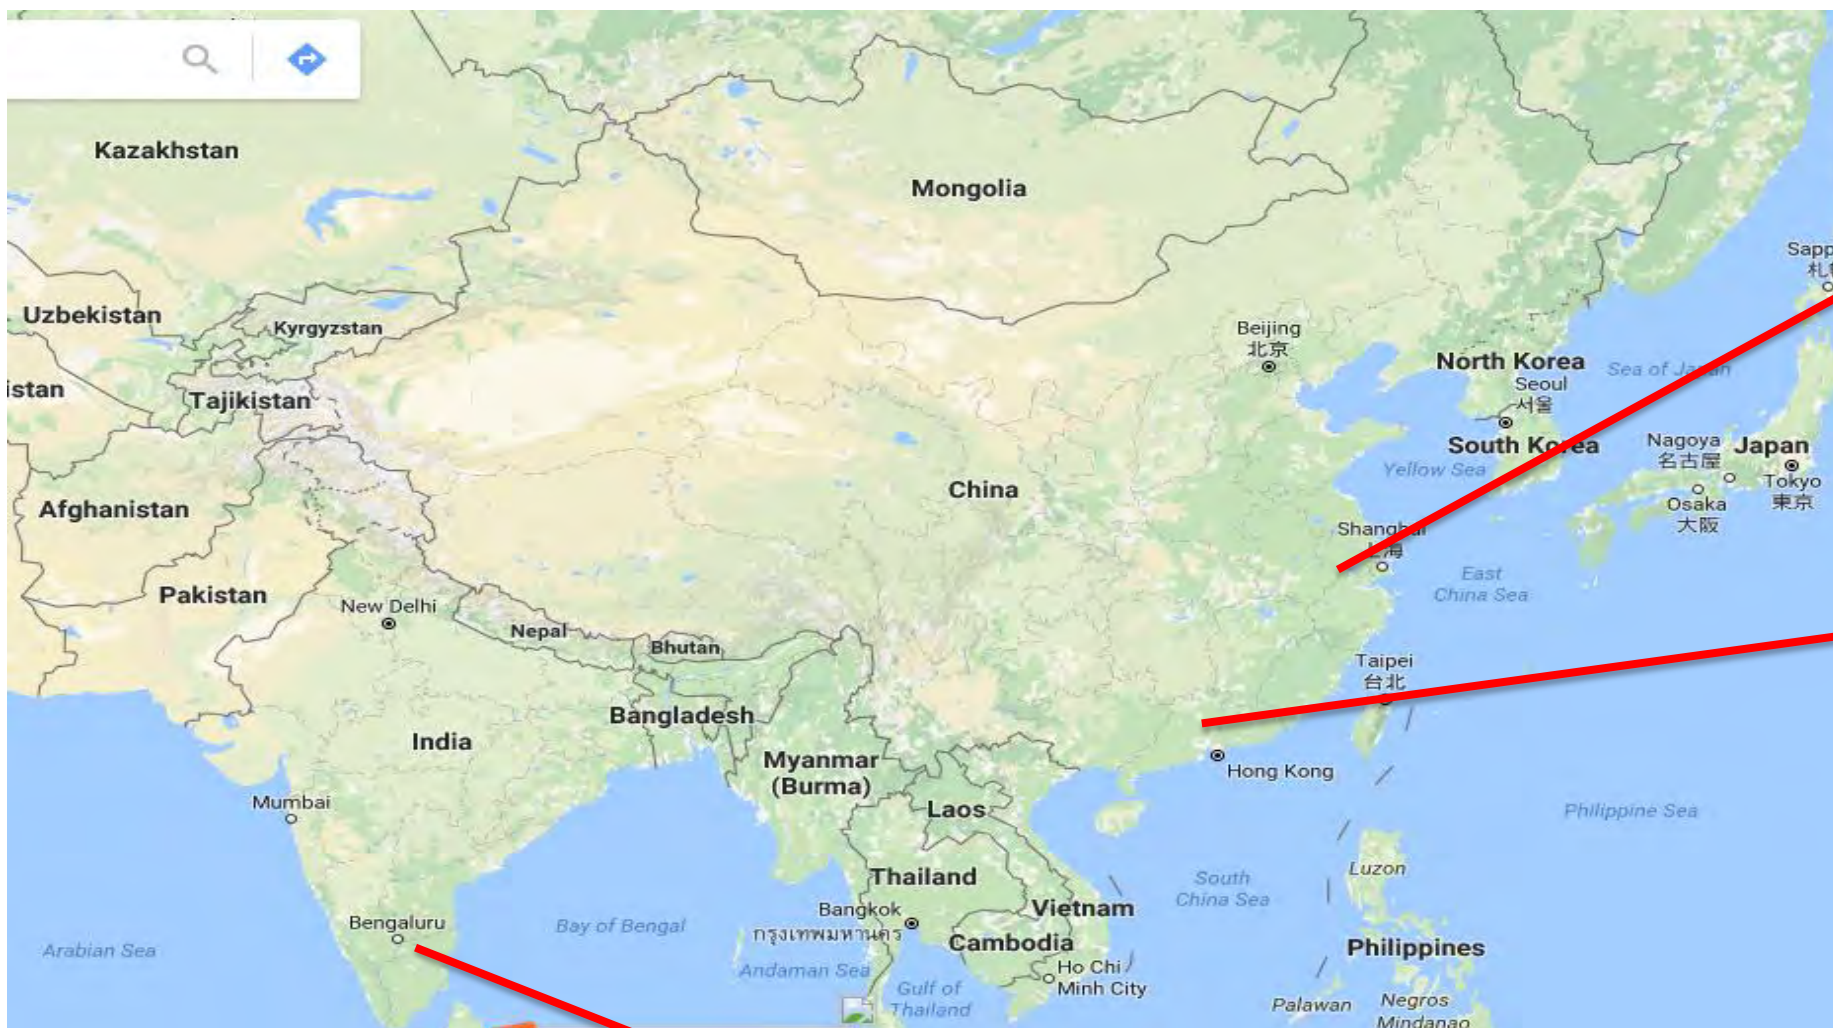 Kazakhstan
Mongolia
Sapp
Uzbekistan
Kyrgyzstan
Beijing
北京
istan
Tajikistan
North Korea
Sea of Japan
Seoul
서울
South Korea
Nagoya
名古屋
Japan
Yellow Sea
Tokyo
東京
Osaka
大阪
China
Afghanistan
Shanghai
上海
East
China Sea
Pakistan
New Delhi
Nepal
Bhutan
Taipei
台北
Bangladesh
India
Myanmar
(Burma)
Hong Kong
Mumbai
Laos
Philippine Sea
Thailand
Luzon
South
China Sea
Vietnam
Bangkok
กรุงเทพมหานคร
Bengaluru
Bay of Bengal
Arabian Sea
Cambodia
Philippines
Andaman Sea
Ho Chi
Minh City
Gulf of
Thailand
Palawan
Negros
Mindanao